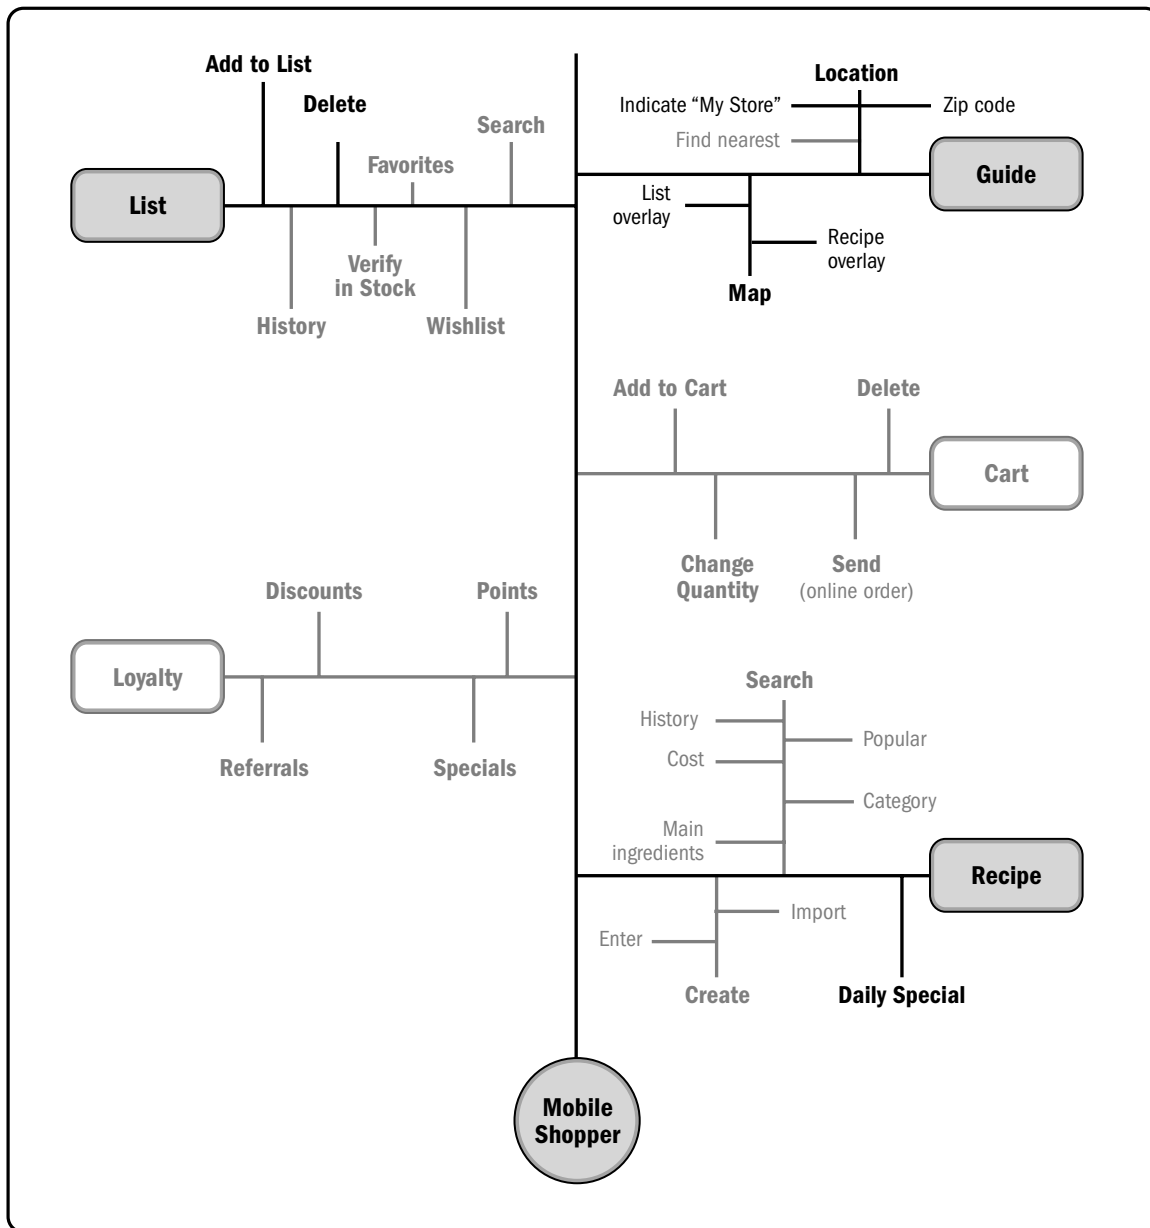 Add to List
Delete
Search
Favorites
List
Verify
in Stock
History
Wishlist
Location
Indicate “My Store”
Zip code
Find nearest
Guide
List
overlay
Recipe
overlay
Map
Add to Cart
Delete
Cart
Change
Quantity
Send
(online order)
Discounts
Points
Loyalty
Referrals
Specials
Search
History
Popular
Cost
Category
Main
ingredients
Recipe
Import
Enter
Create
Daily Special
Mobile
Shopper